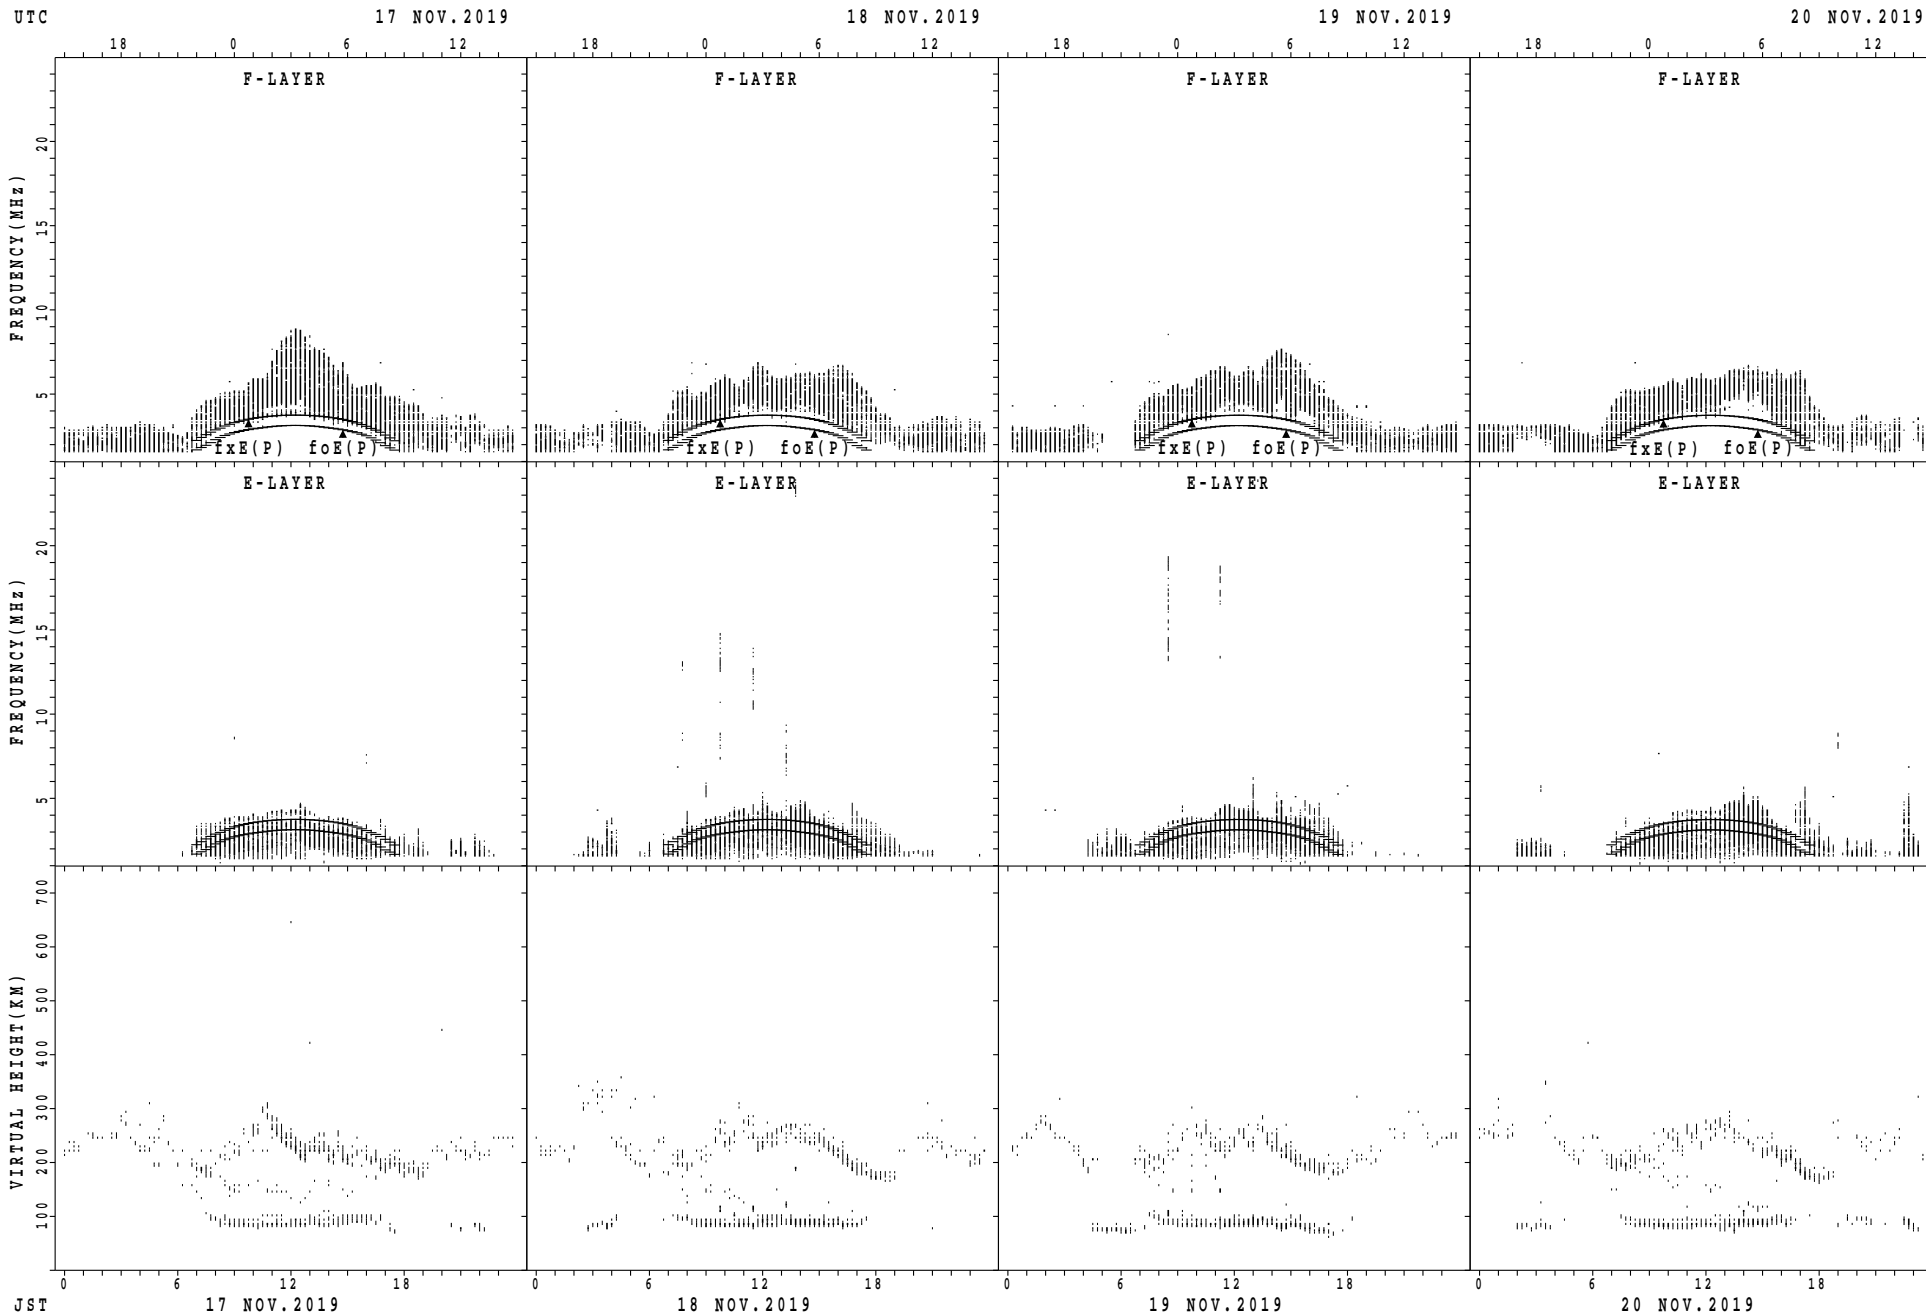 UTC 17 NOV.2019 18 NOV.2019 19 NOV.2019 20 NOV.2019
18 0 6 12 18 0 6 12 18 0 6 12 18 0 6 12
F-LAYER F-LAYER F-LAYER F-LAYER
FREQUENCY(MHz)
20
15
10
5
fxE(P) foE(P) fxE(P) foE(P) fxE(P) foE(P) fxE(P) foE(P)
E-LAYER E-LAYER E-LAYER E-LAYER
FREQUENCY(MHz)
20
15
10
5
VIRTUAL HEIGHT(KM)
700
600
500
400
300
200
100
0 6 12 18 0 6 12 18 0 6 12 18 0 6 12 18
JST 17 NOV.2019 18 NOV.2019 19 NOV.2019 20 NOV.2019